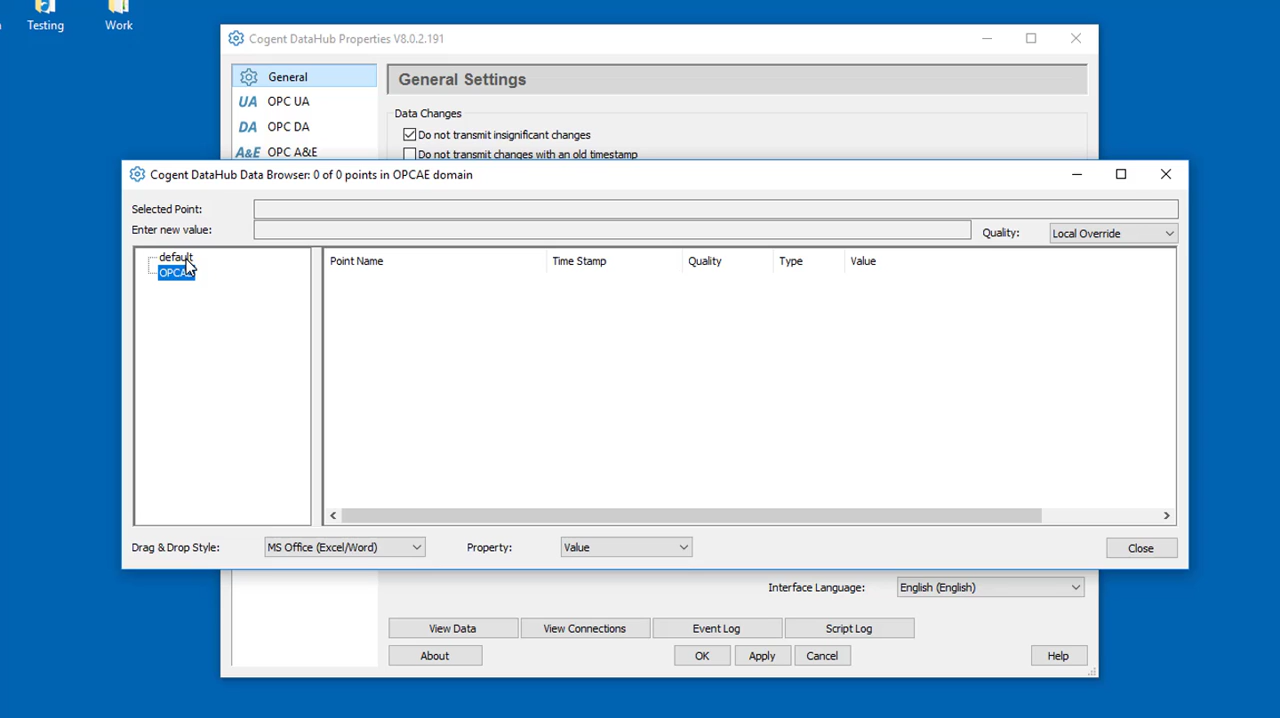 Testing
Work
Cogent DataHub Properties V8.0.2.191
General
General Settings
UA OPC UA
Data Changes
DA OPC DA
Do not transmit insignificant changes
A&E OPC A&E
Do not transmit changes with an old timestamp
Cogent DataHub Data Browser: 0 of 0 points in OPCAE domain
Selected Point:
Enter new value:
Quality: Local Override
default
Point Name Time Stamp Quality Type Value
Drag & Drop Style: MS Office (Excel/Word) Property: Value Close
Interface Language: English (English)
View Data View Connections Event Log Script Log
About OK Apply Cancel Help